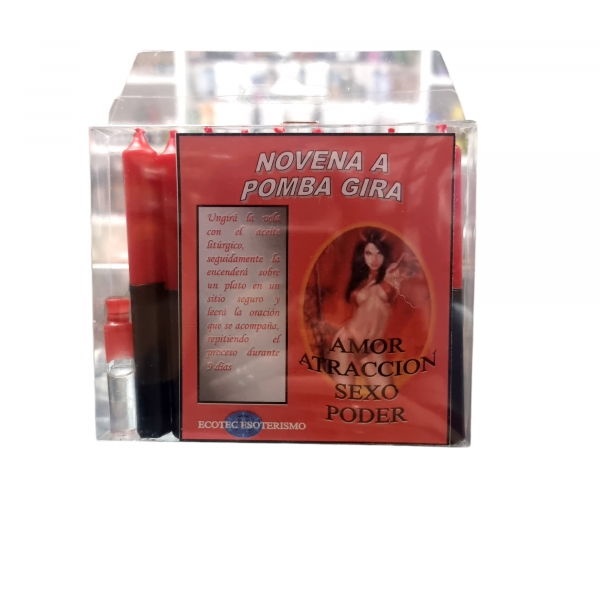 NOVENA A
POMBA GIRA
Ungirá la vela
con el aceite
litúrgico,
seguidamente la
encenderá sobre
un plato en un
sitio seguro y
leerá la oración
que se acompaña,
repitiendo el
proceso durante
9 días
AMOR
ATRACCION
SEXO
PODER
ECOTEC ESOTERISMO